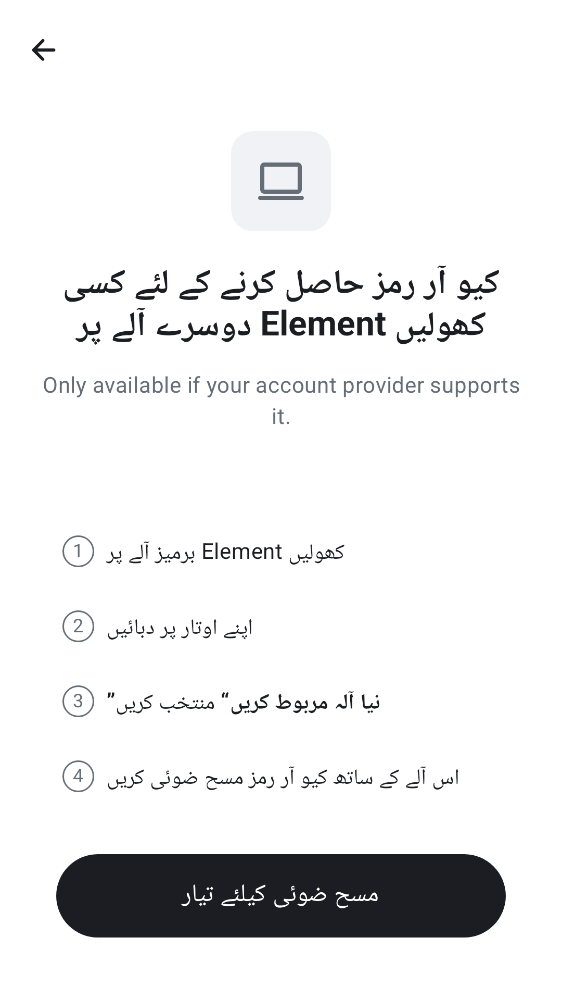 کیو آر رمز حاصل کرنے کے لئے کسی
دوسرے آلے پر Element کھولیں
Only available if your account provider supports
it.
1 برمیز آلے پر Element کھولیں
2 اپنے اوتار پر دبائیں
3 ”نیا آلہ مربوط کریں“ منتخب کریں
4 اس آلے کے ساتھ کیو آر رمز مسح ضوئی کریں
مسح ضوئی کیلئے تیار